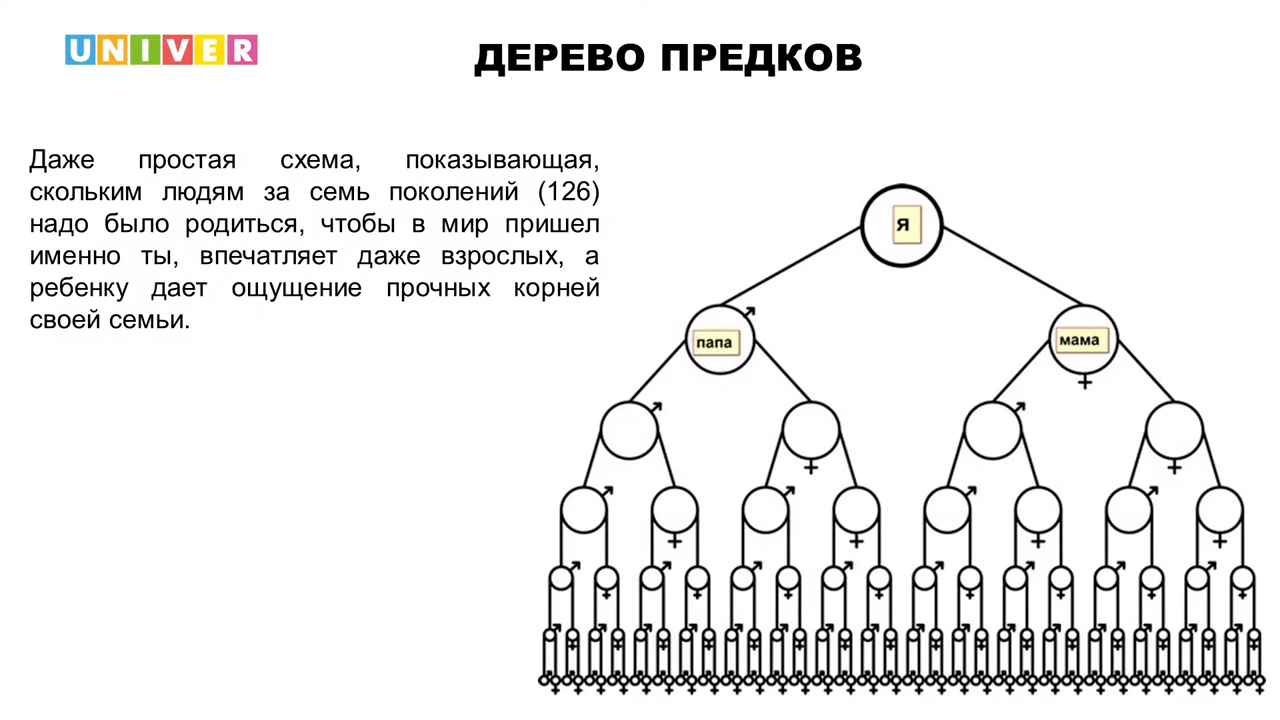 UNIVER
ДЕРЕВО ПРЕДКОВ
Даже простая схема, показывающая,
скольким людям за семь поколений (126)
надо было родиться, чтобы в мир пришел
именно ты, впечатляет даже взрослых, а
ребенку дает ощущение прочных корней
своей семьи.
я
папа
мама